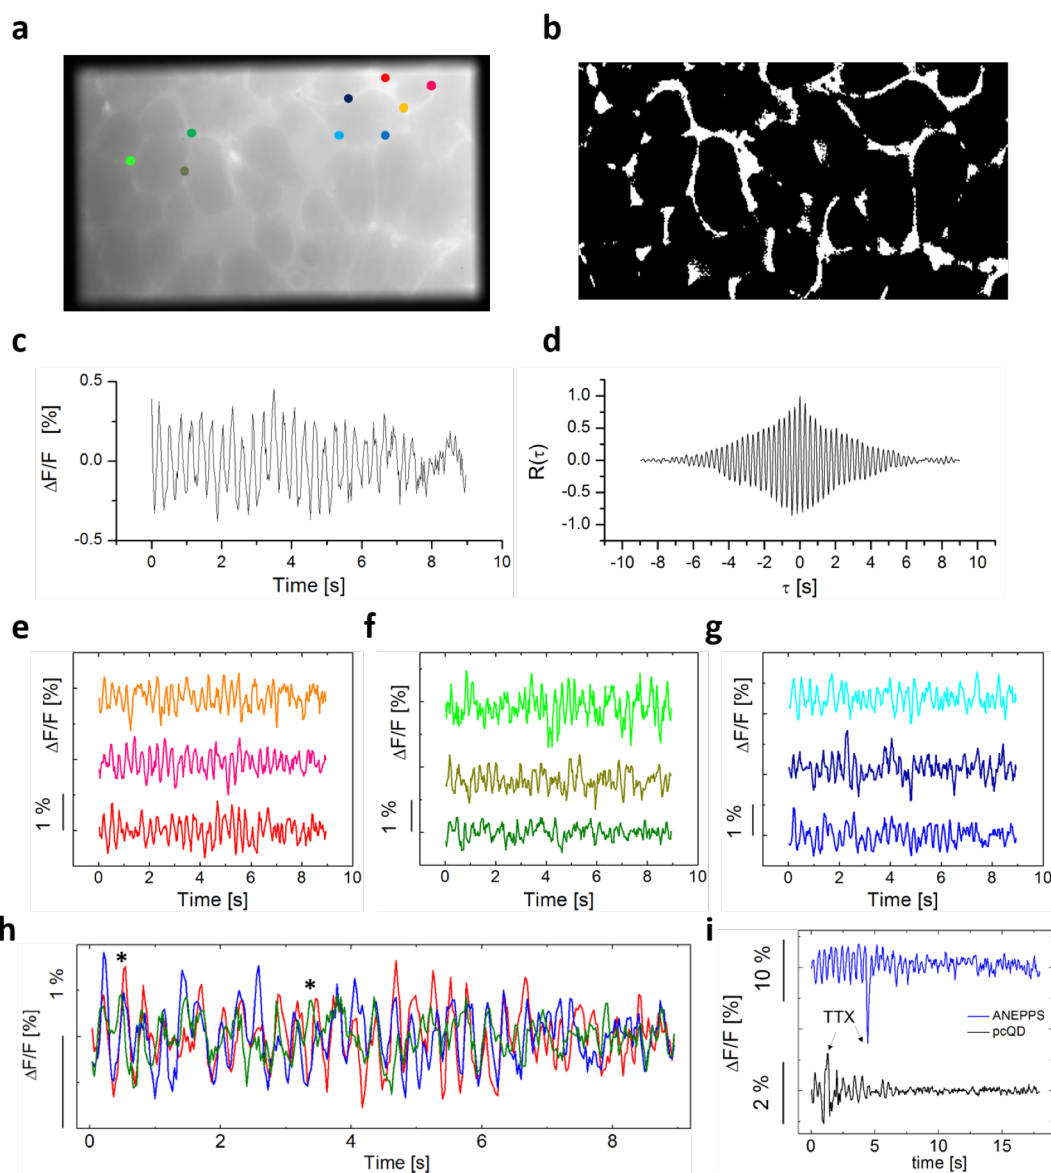 a
b
c
d
ΔF/F [%]
0.5
0.0
-0.5
0 2 4 6 8 10
Time [s]
R(τ)
1.0
0.5
0.0
-0.5
-1.0
-10 -8 -6 -4 -2 0 2 4 6 8 10
τ [s]
e
f
g
ΔF/F [%]
1 %
0 2 4 6 8 10
Time [s]
ΔF/F [%]
1 %
0 2 4 6 8 10
Time [s]
ΔF/F [%]
1 %
0 2 4 6 8 10
Time [s]
h
i
1 %
ΔF/F [%]
* *
0 2 4 6 8
Time [s]
10 %
ΔF/F [%]
2 %
TTX
ANEPPS
pcQD
0 5 10 15
time [s]